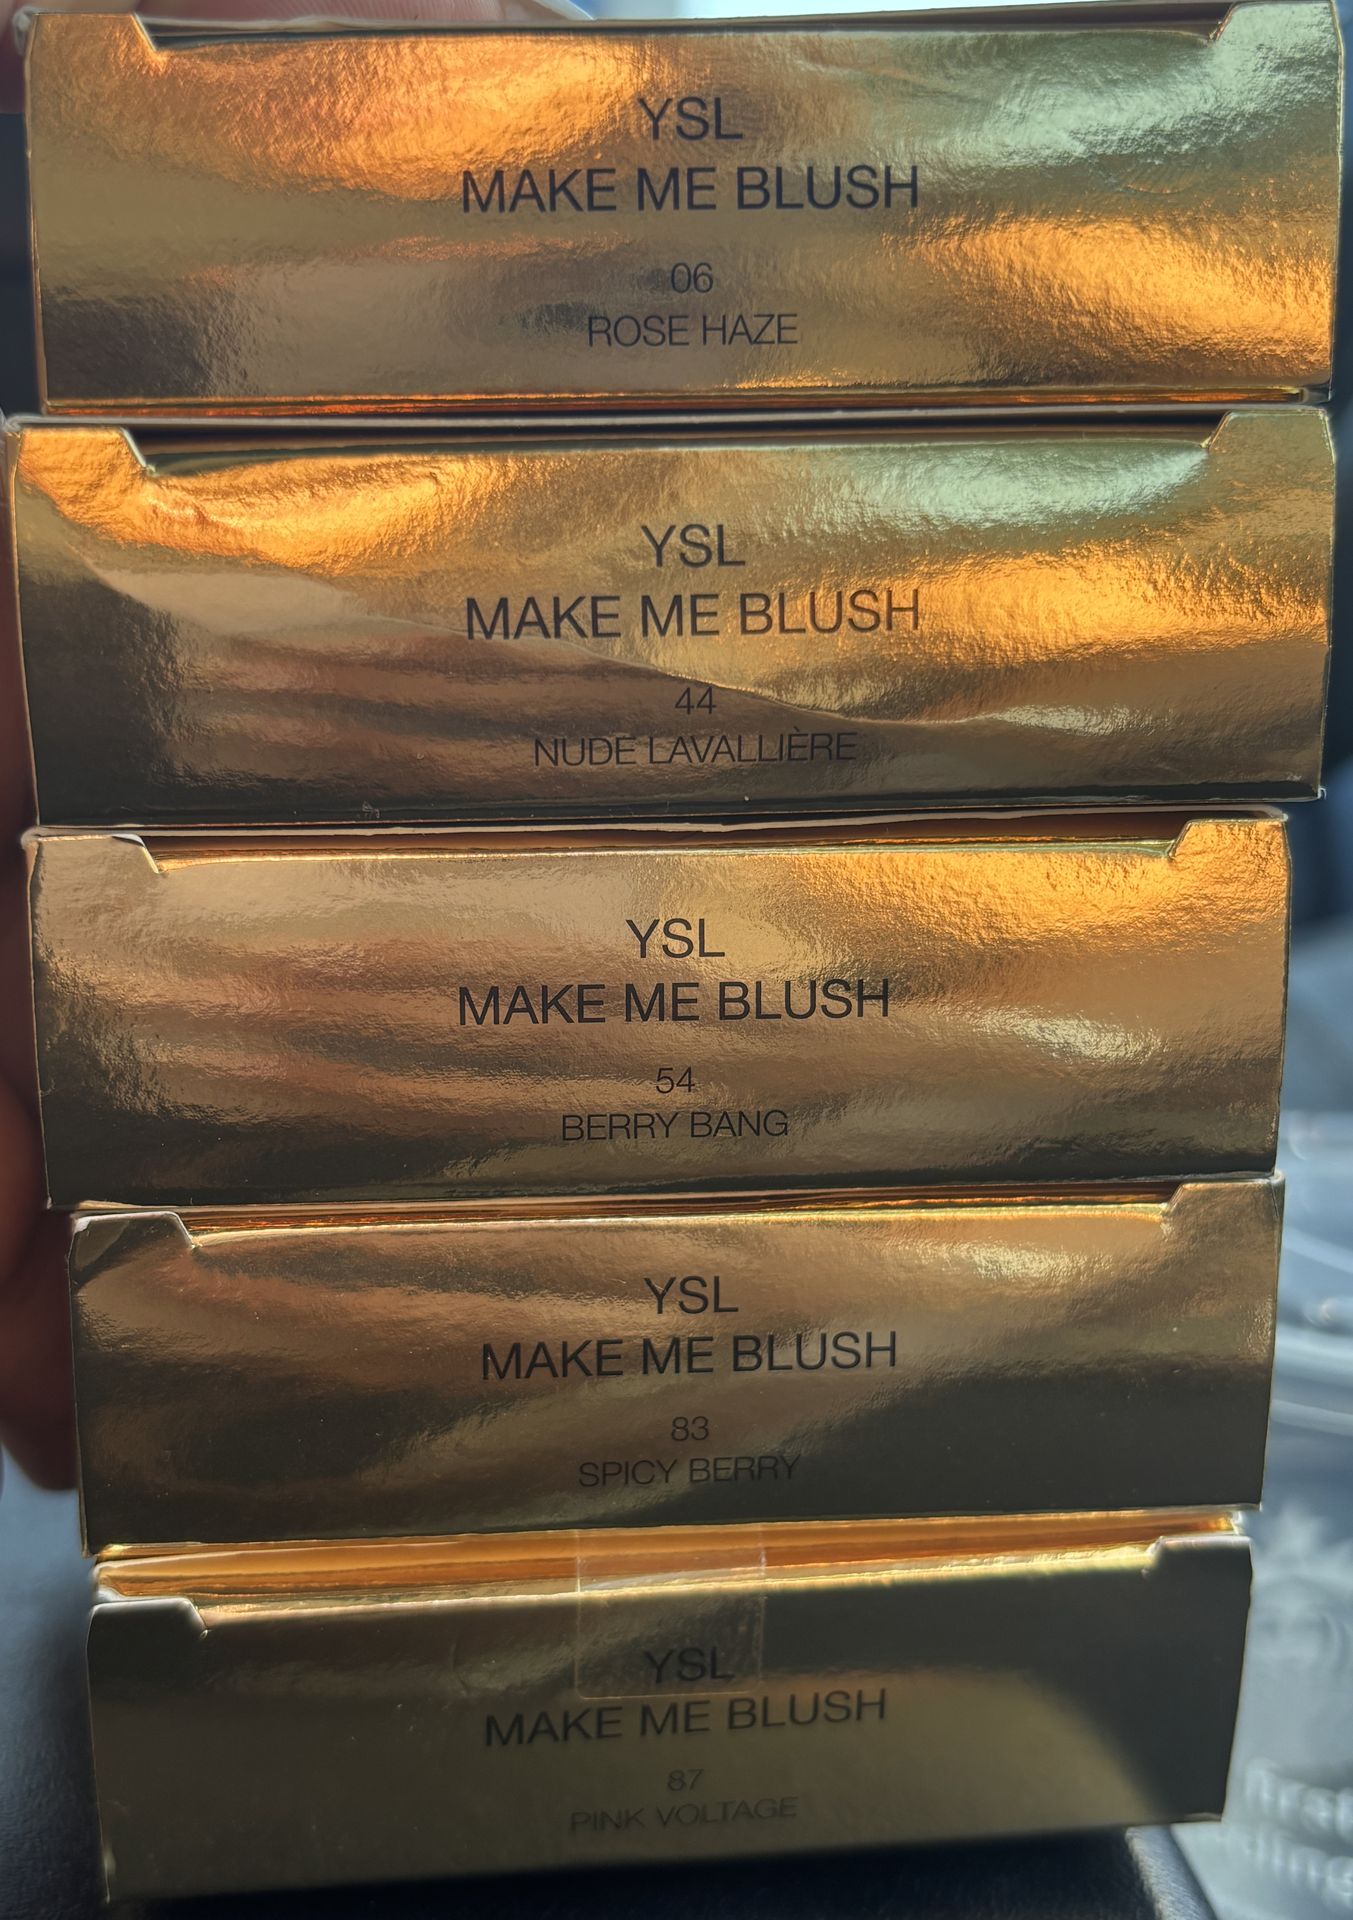 YSL
MAKE ME BLUSH
06
ROSE HAZE
YSL
MAKE ME BLUSH
44
NUDE LAVALLIÈRE
YSL
MAKE ME BLUSH
54
BERRY BANG
YSL
MAKE ME BLUSH
83
SPICY BERRY
YSL
MAKE ME BLUSH
87
PINK VOLTAGE